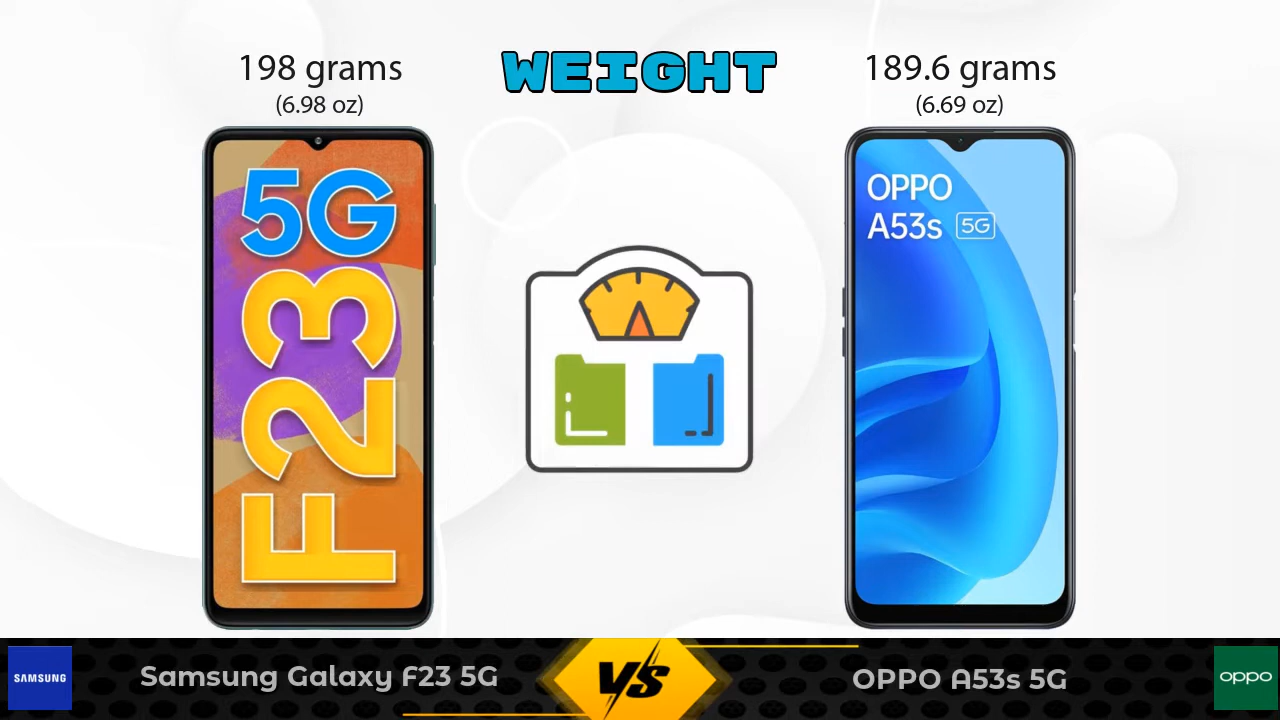 WEIGHT
198 grams
(6.98 oz)
189.6 grams
(6.69 oz)
5G
F23
OPPO
A53s 5G
SAMSUNG
Samsung Galaxy F23 5G
VS
OPPO A53s 5G
oppo